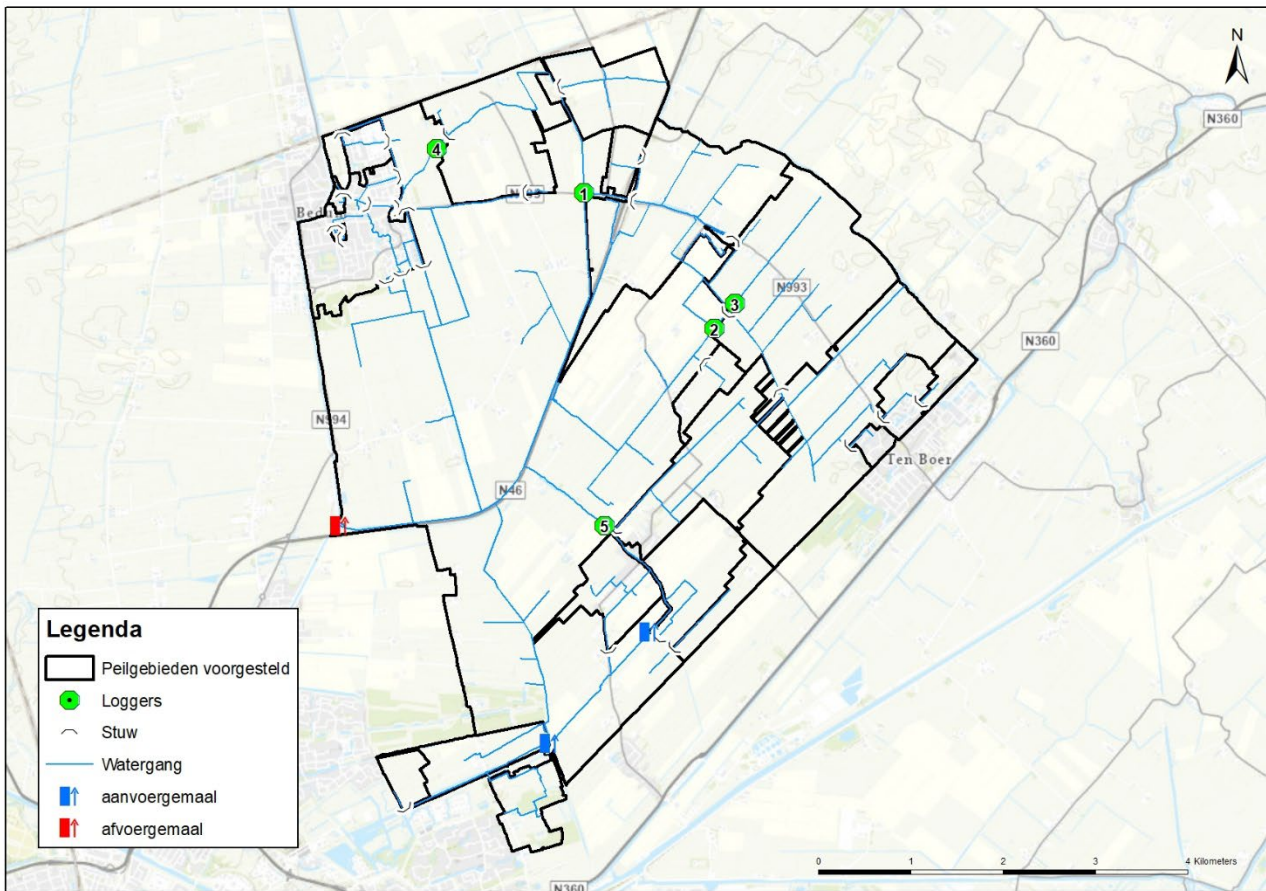 N
N360
4
1
N993
3
2
N360
N994
Ten Boer
N46
5
Legenda
Peilgebieden voorgesteld
Loggers
Stuw
Watergang
aanvoergemaal
afvoergemaal
0 1 2 3 4 Kilometers
N360